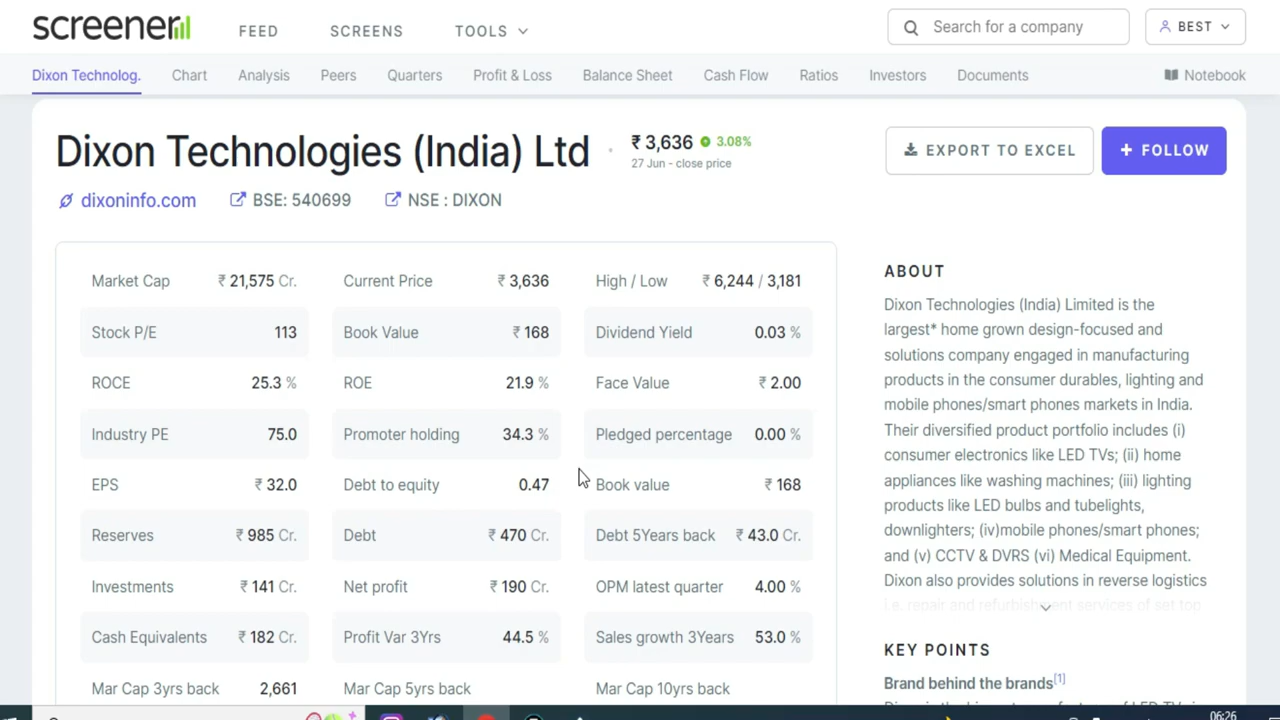 screener
FEED SCREENS TOOLS
Search for a company
BEST
Dixon Technolog. Chart Analysis Peers Quarters Profit & Loss Balance Sheet Cash Flow Ratios Investors Documents Notebook
Dixon Technologies (India) Ltd
₹ 3,636 3.08%
27 Jun - close price
EXPORT TO EXCEL
+ FOLLOW
dixoninfo.com BSE: 540699 NSE : DIXON
Market Cap ₹ 21,575 Cr. Current Price ₹ 3,636 High / Low ₹ 6,244 / 3,181
Stock P/E 113 Book Value ₹ 168 Dividend Yield 0.03 %
ROCE 25.3 % ROE 21.9 % Face Value ₹ 2.00
Industry PE 75.0 Promoter holding 34.3 % Pledged percentage 0.00 %
EPS ₹ 32.0 Debt to equity 0.47 Book value ₹ 168
Reserves ₹ 985 Cr. Debt ₹ 470 Cr. Debt 5Years back ₹ 43.0 Cr.
Investments ₹ 141 Cr. Net profit ₹ 190 Cr. OPM latest quarter 4.00 %
Cash Equivalents ₹ 182 Cr. Profit Var 3Yrs 44.5 % Sales growth 3Years 53.0 %
Mar Cap 3yrs back 2,661 Mar Cap 5yrs back Mar Cap 10yrs back
ABOUT
Dixon Technologies (India) Limited is the
largest* home grown design-focused and
solutions company engaged in manufacturing
products in the consumer durables, lighting and
mobile phones/smart phones markets in India.
Their diversified product portfolio includes (i)
consumer electronics like LED TVs; (ii) home
appliances like washing machines; (iii) lighting
products like LED bulbs and tubelights,
downlighters; (iv)mobile phones/smart phones;
and (v) CCTV & DVRS (vi) Medical Equipment.
Dixon also provides solutions in reverse logistics
i.e. repair and refurbishment services of set top
KEY POINTS
Brand behind the brands[1]
06:26